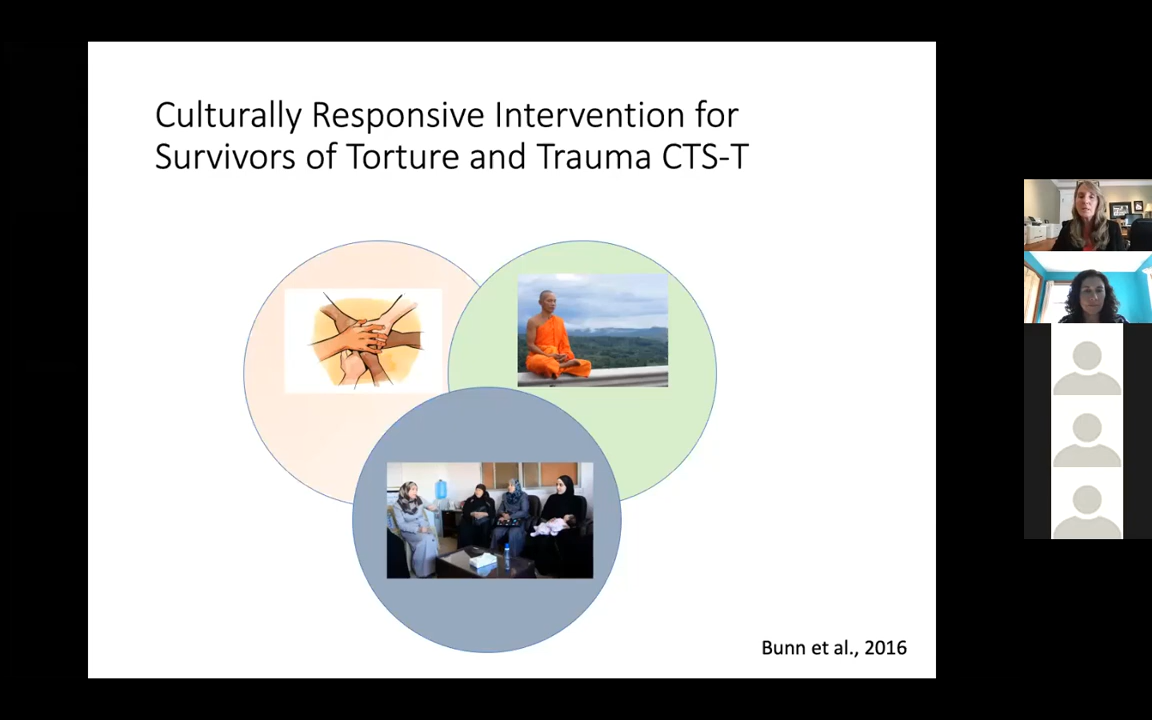 Culturally Responsive Intervention for
Survivors of Torture and Trauma CTS-T
Bunn et al., 2016